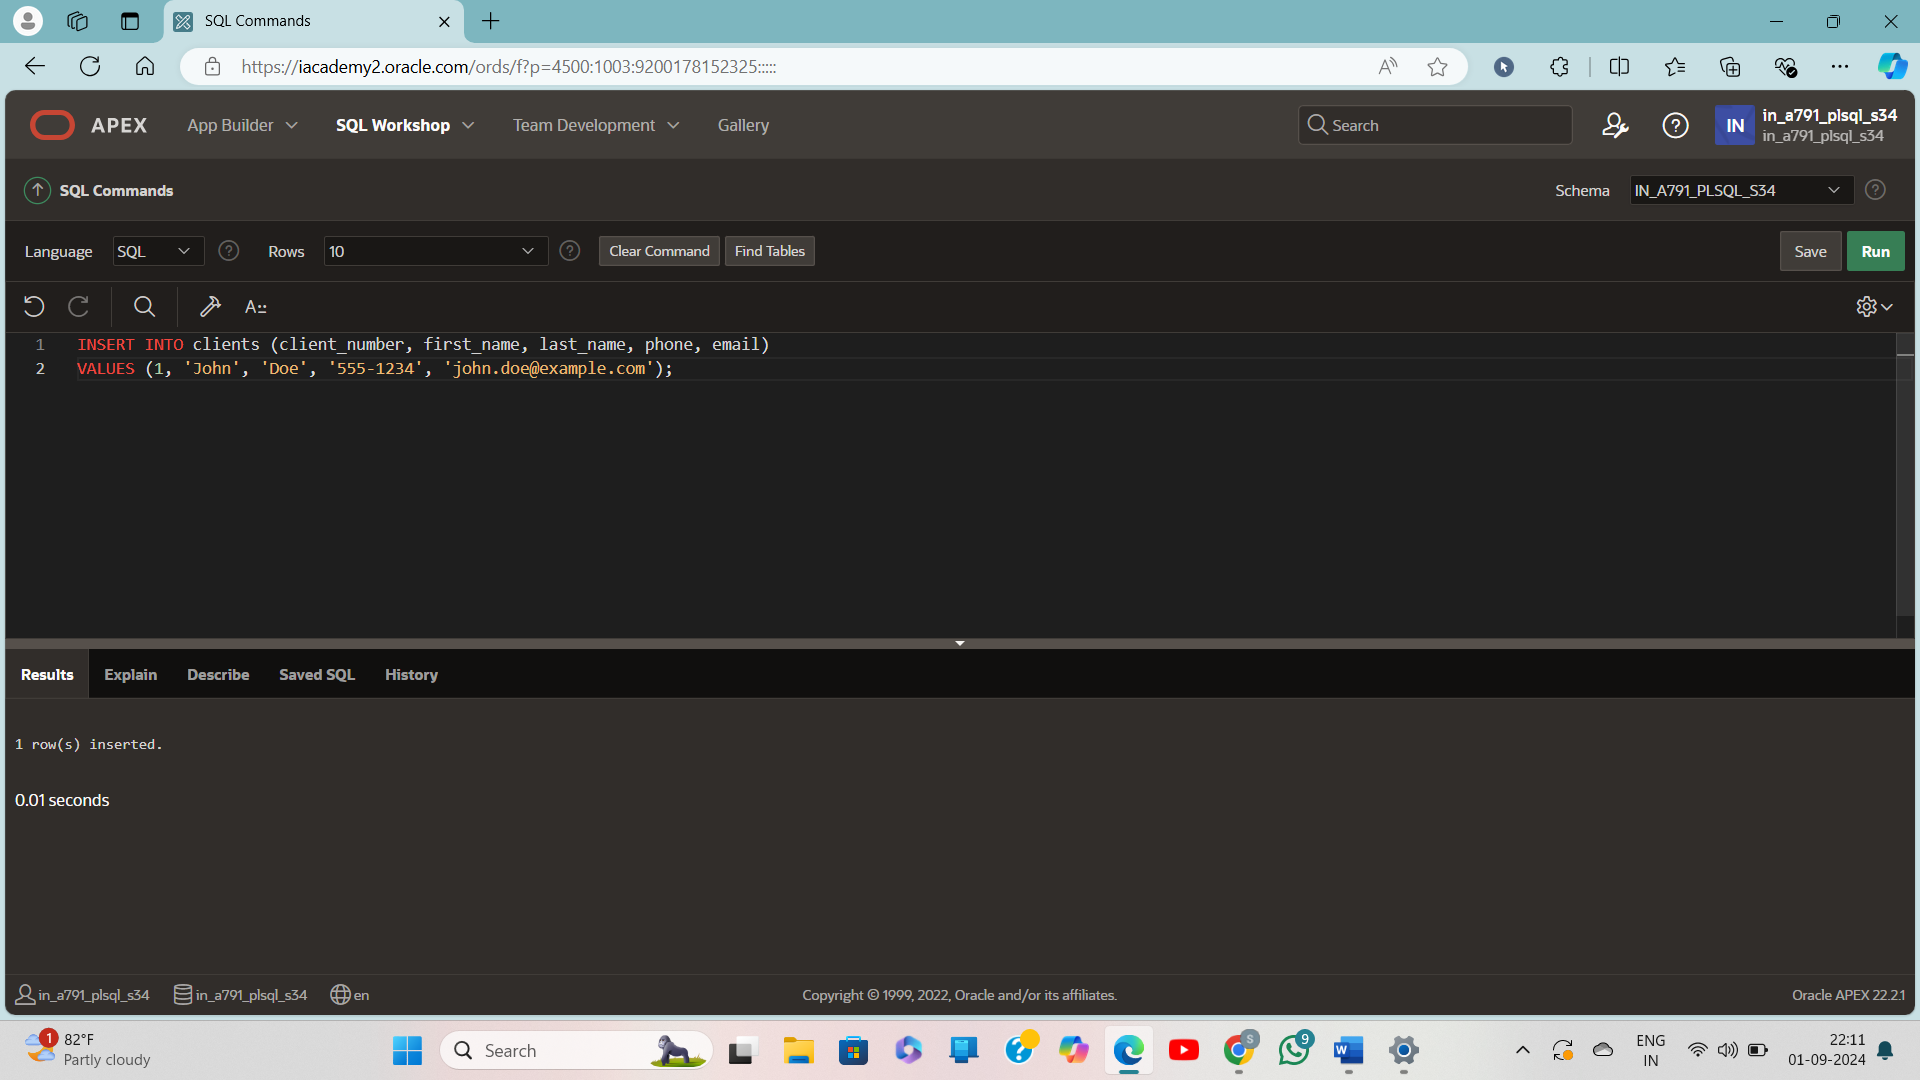 SQL Commands
https://iacademy2.oracle.com/ords/f?p=4500:1003:9200178152325:::::
APEX App Builder SQL Workshop Team Development Gallery Search IN in_a791_plsql_s34
in_a791_plsql_s34
SQL Commands Schema IN_A791_PLSQL_S34
Language SQL Rows 10 Clear Command Find Tables Save Run
A::
1 INSERT INTO clients (client_number, first_name, last_name, phone, email)
2 VALUES (1, 'John', 'Doe', '555-1234', 'john.doe@example.com');
Results Explain Describe Saved SQL History
1 row(s) inserted.
0.01 seconds
in_a791_plsql_s34 in_a791_plsql_s34 en Copyright © 1999, 2022, Oracle and/or its affiliates. Oracle APEX 22.2.1
1 82°F
Partly cloudy
Search
S
9
W
ENG
IN
22:11
01-09-2024